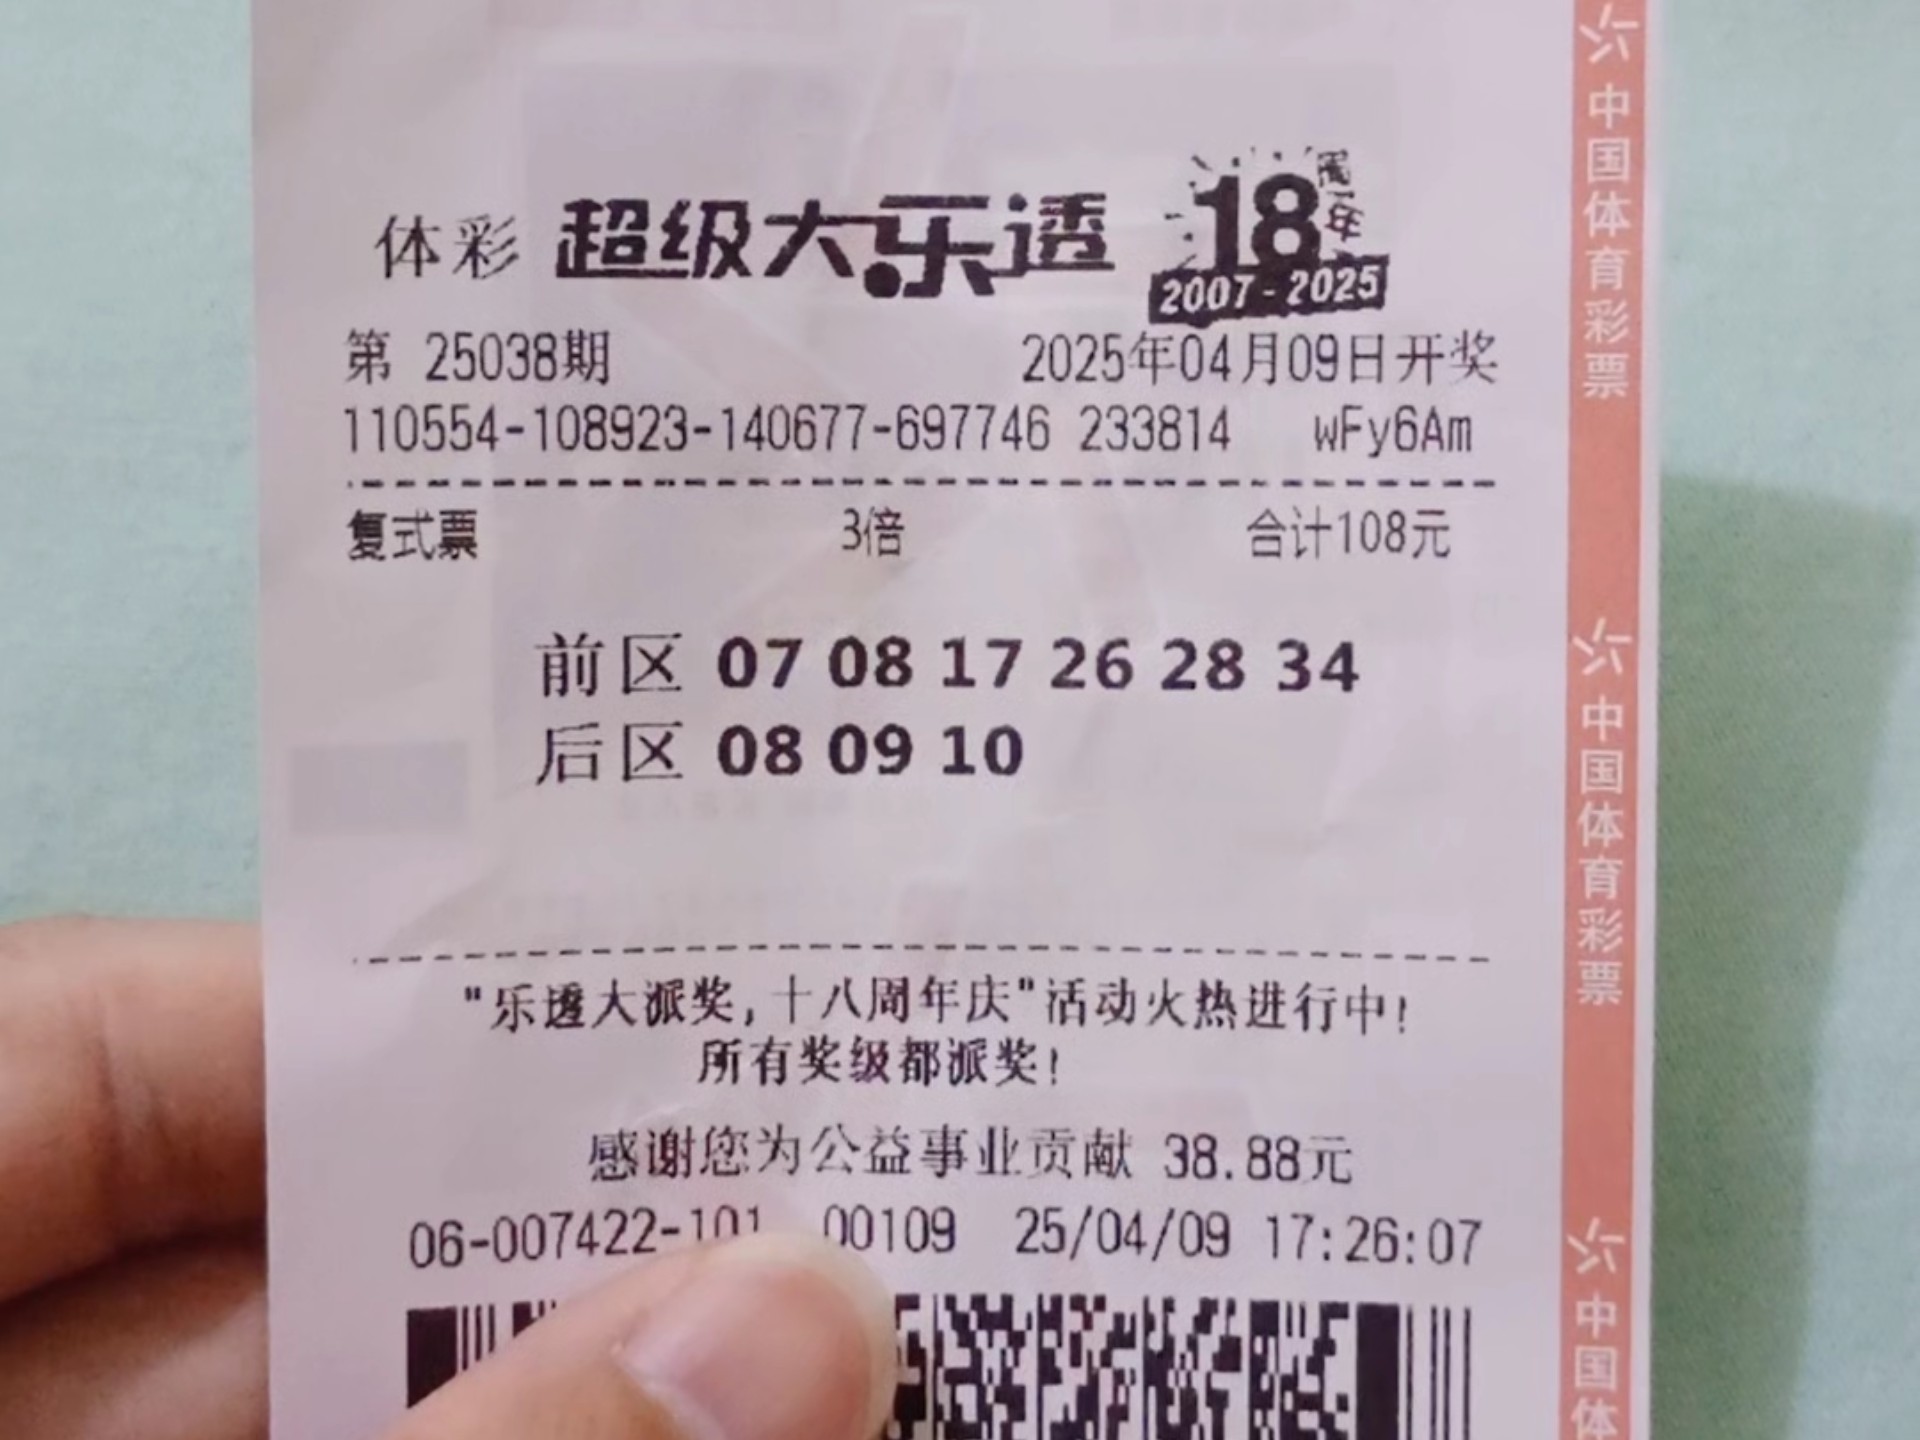 体彩 超级大乐透 18周年 2007-2025
第 25038期 2025年04月09日开奖
110554-108923-140677-697746 233814 wFy6Am
复式票 3倍 合计108元
前区 07 08 17 26 28 34
后区 08 09 10
"乐透大派奖,十八周年庆"活动火热进行中!
所有奖级都派奖!
感谢您为公益事业贡献 38.88元
06-007422-101 00109 25/04/09 17:26:07
中国体育彩票
中国体育彩票
中国体